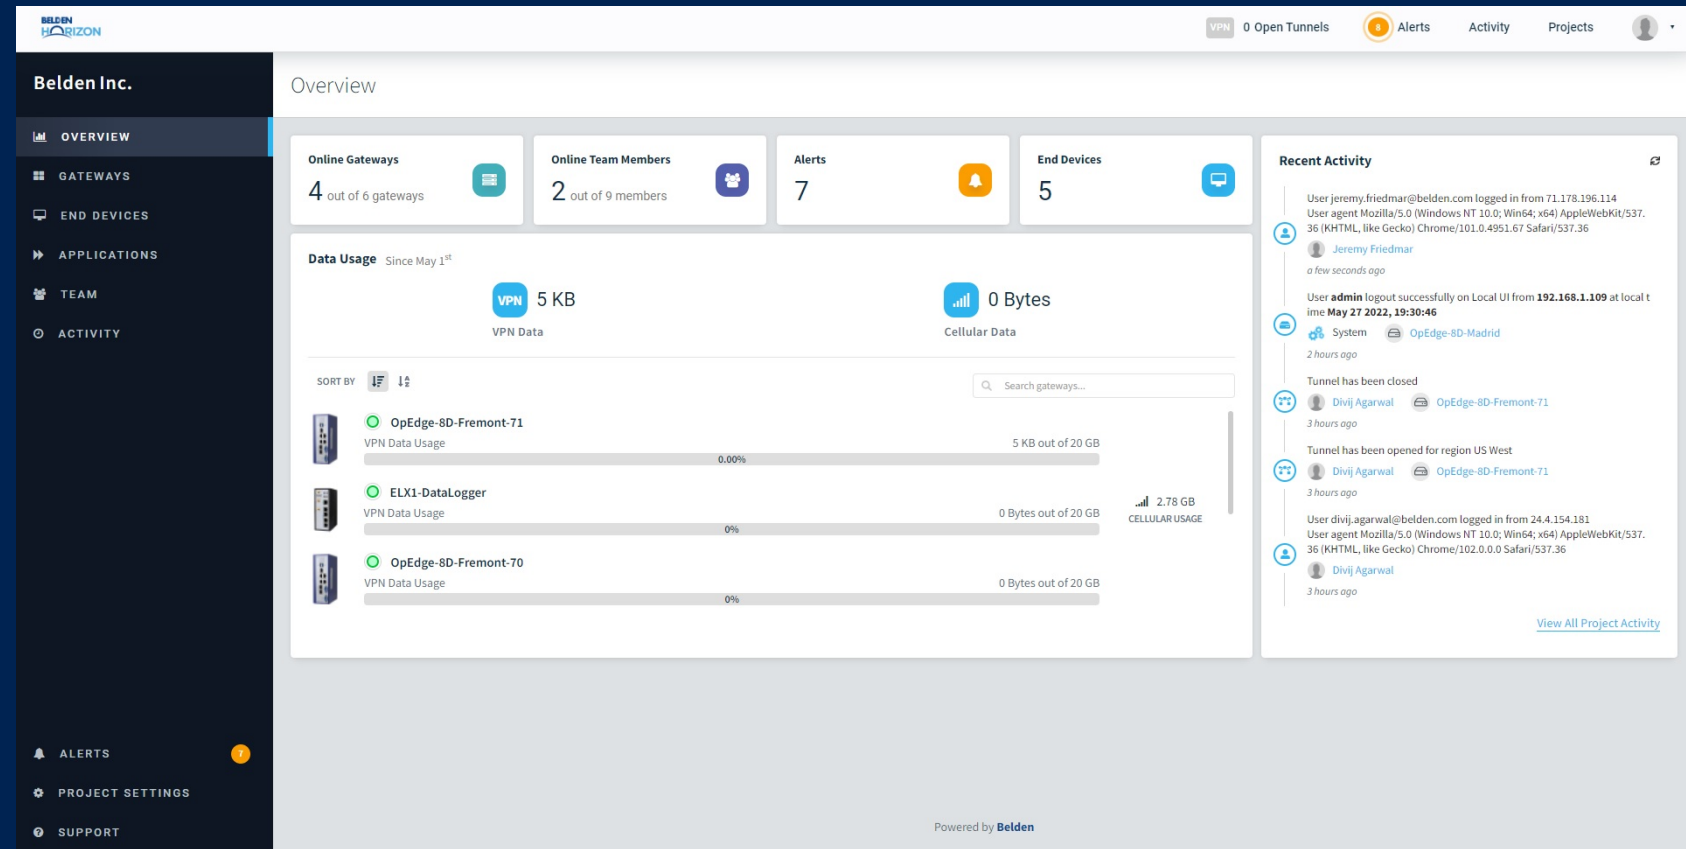 BELDEN
HORIZON
VPN 0 Open Tunnels
8 Alerts
Activity
Projects
Belden Inc.
OVERVIEW
GATEWAYS
END DEVICES
APPLICATIONS
TEAM
ACTIVITY
ALERTS 7
PROJECT SETTINGS
SUPPORT
Overview
Online Gateways
4 out of 6 gateways
Online Team Members
2 out of 9 members
Alerts
7
End Devices
5
Data Usage Since May 1st
VPN 5 KB
VPN Data
0 Bytes
Cellular Data
SORT BY
Search gateways...
OpEdge-8D-Fremont-71
VPN Data Usage 5 KB out of 20 GB
0.00%
ELX1-DataLogger
VPN Data Usage 0 Bytes out of 20 GB
0%
2.78 GB
CELLULAR USAGE
OpEdge-8D-Fremont-70
VPN Data Usage 0 Bytes out of 20 GB
0%
Recent Activity
User jeremy.friedmar@belden.com logged in from 71.178.196.114
User agent Mozilla/5.0 (Windows NT 10.0; Win64; x64) AppleWebKit/537.
36 (KHTML, like Gecko) Chrome/101.0.4951.67 Safari/537.36
Jeremy Friedmar
a few seconds ago
User admin logout successfully on Local UI from 192.168.1.109 at local t
ime May 27 2022, 19:30:46
System OpEdge-8D-Madrid
2 hours ago
Tunnel has been closed
Divij Agarwal OpEdge-8D-Fremont-71
3 hours ago
Tunnel has been opened for region US West
Divij Agarwal OpEdge-8D-Fremont-71
3 hours ago
User divij.agarwal@belden.com logged in from 24.4.154.181
User agent Mozilla/5.0 (Windows NT 10.0; Win64; x64) AppleWebKit/537.
36 (KHTML, like Gecko) Chrome/102.0.0.0 Safari/537.36
Divij Agarwal
3 hours ago
View All Project Activity
Powered by Belden